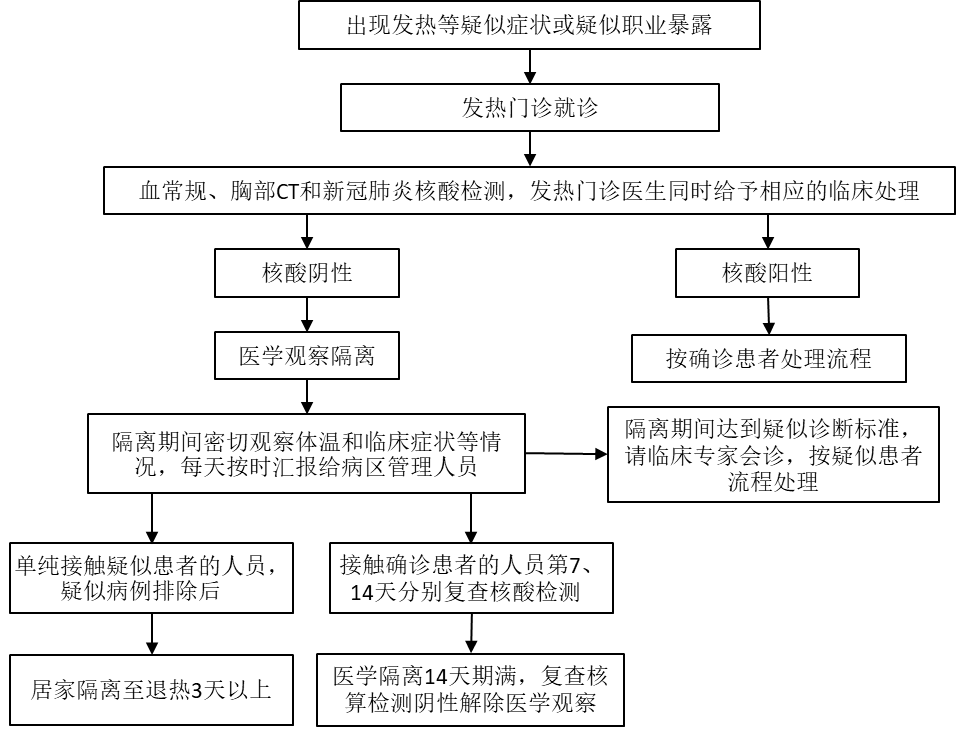 出现发热等疑似症状或疑似职业暴露
发热门诊就诊
血常规、胸部CT和新冠肺炎核酸检测，发热门诊医生同时给予相应的临床处理
核酸阴性
核酸阳性
医学观察隔离
按确诊患者处理流程
隔离期间密切观察体温和临床症状等情
况，每天按时汇报给病区管理人员
隔离期间达到疑似诊断标准，
请临床专家会诊，按疑似患者
流程处理
单纯接触疑似患者的人员，
疑似病例排除后
接触确诊患者的人员第7、
14天分别复查核酸检测
居家隔离至退热3天以上
医学隔离14天期满，复查核
算检测阴性解除医学观察